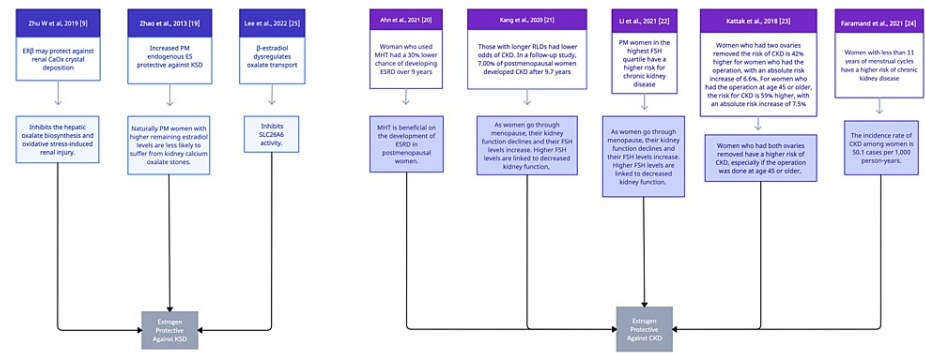 Zhu W et al, 2019 [9]
ERβ may protect against
renal CaOx crystal
deposition
Inhibits the hepatic
oxalate biosynthesis and
oxidative stress-induced
renal injury.
Zhao et al., 2013 [19]
Increased PM
endogenous ES
protective against KSD
Naturally PM women with
higher remaining estradiol
levels are less likely to
suffer from kidney calcium
oxalate stones.
Lee et al., 2022 [25]
β-estradiol
dysregulates
oxalate transport
Inhibits
SLC26A6
activity.
Estrogen
Protective
Against KSD
Ahn et al., 2021 [20]
Woman who used
MHT had a 30% lower
chance of developing
ESRD over 9 years
MHT is beneficial on
the development of
ESRD in
postmenopausal
women.
Kang et al., 2020 [21]
Those with longer RLDs had lower
odds of CKD. In a follow-up study,
7.00% of postmenopausal women
developed CKD after 9.7 years
As women go through
menopause, their kidney
function declines and
their FSH levels increase.
Higher FSH levels are
linked to decreased
kidney function,
Li et al., 2021 [22]
PM women in the
highest FSH
quartile have a
higher risk for
chronic kidney
disease
As women go through
menopause, their kidney
function declines and
their FSH levels increase.
Higher FSH levels are
linked to decreased
kidney function.
Kattak et al., 2018 [23]
Women who had two ovaries
removed the risk of CKD is 42%
higher for women who had the
operation, with an absolute risk
increase of 6.6%. For women who
had the operation at age 45 or older,
the risk for CKD is 59% higher, with
an absolute risk increase of 7.5%
Women who had both ovaries
removed have a higher risk of
CKD, especially if the operation
was done at age 45 or older.
Faramand et al., 2021 [24]
Women with less than 11
years of menstrual cycles
have a higher risk of chronic
kidney disease
The incidence rate of
CKD among women is
50.1 cases per 1,000
person-years.
Estrogen
Protective
Against CKD